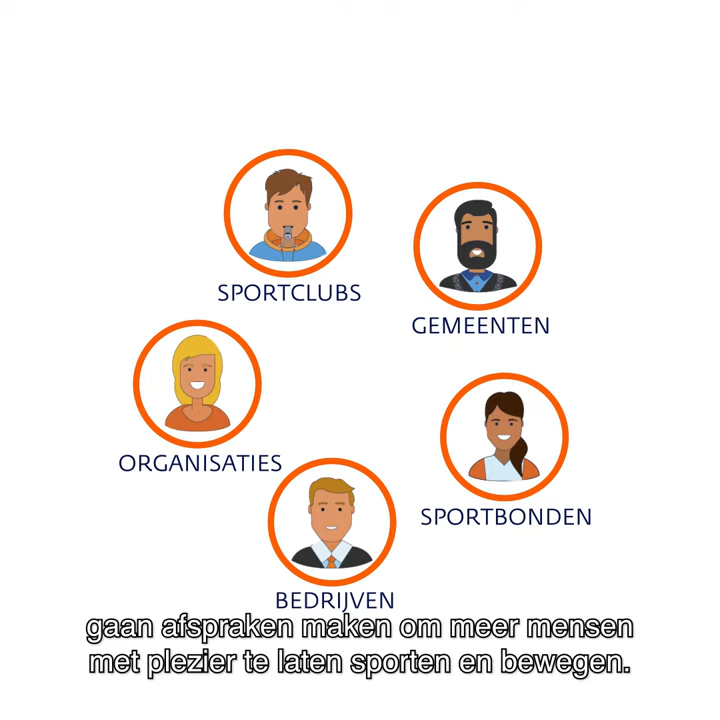 SPORTCLUBS
GEMEENTEN
ORGANISATIES
SPORTBONDEN
BEDRIJVEN
gaan afspraken maken om meer mensen
met plezier te laten sporten en bewegen.